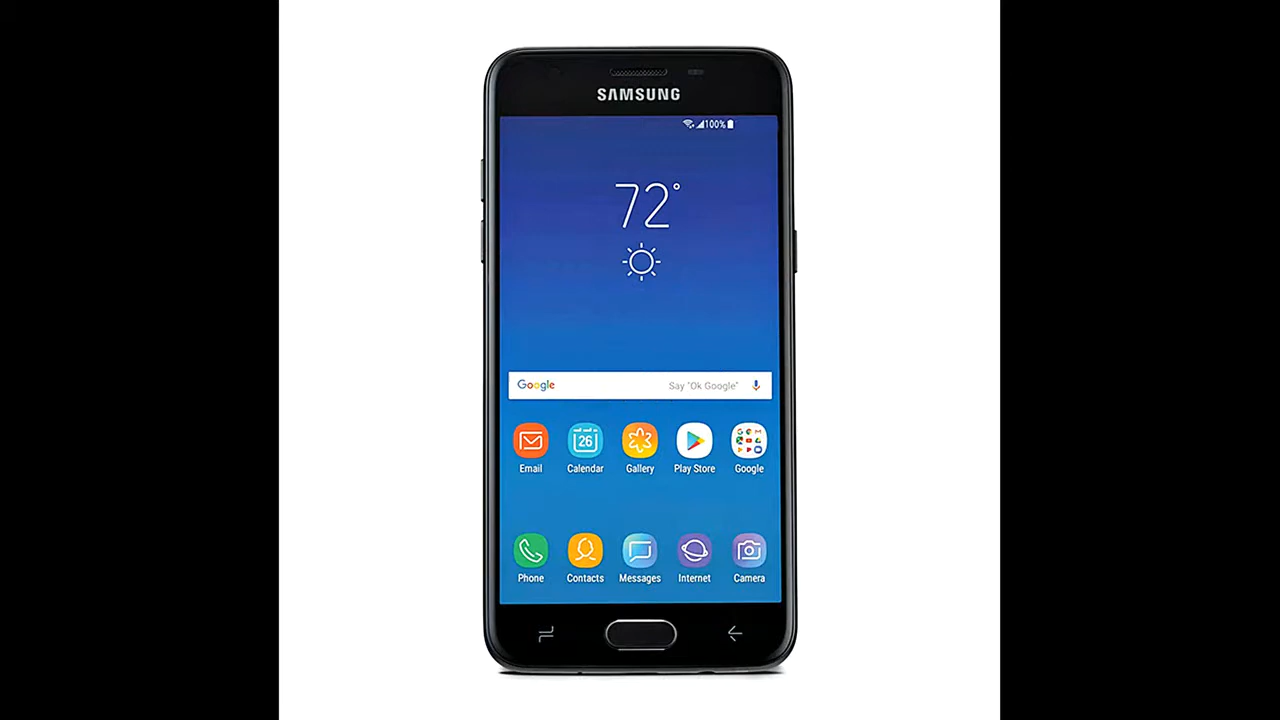 SAMSUNG
100%
72°
Google Say "Ok Google"
26
Email Calendar Gallery Play Store Google
Phone Contacts Messages Internet Camera